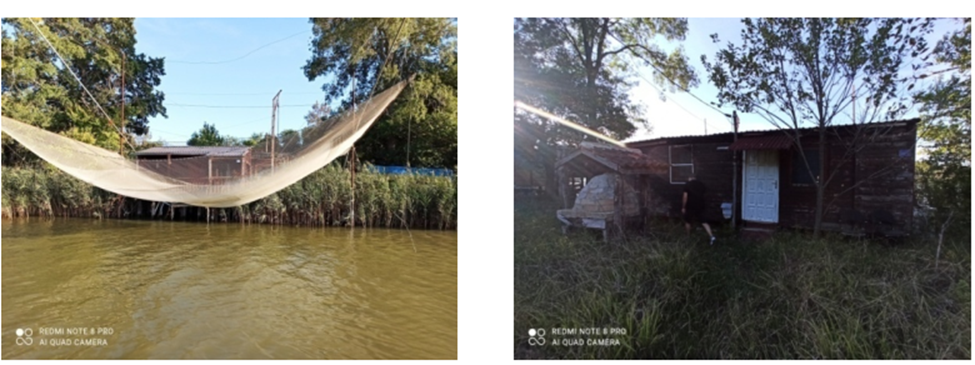 REDMI NOTE 8 PRO
AI QUAD CAMERA
REDMI NOTE 8 PRO
AI QUAD CAMERA